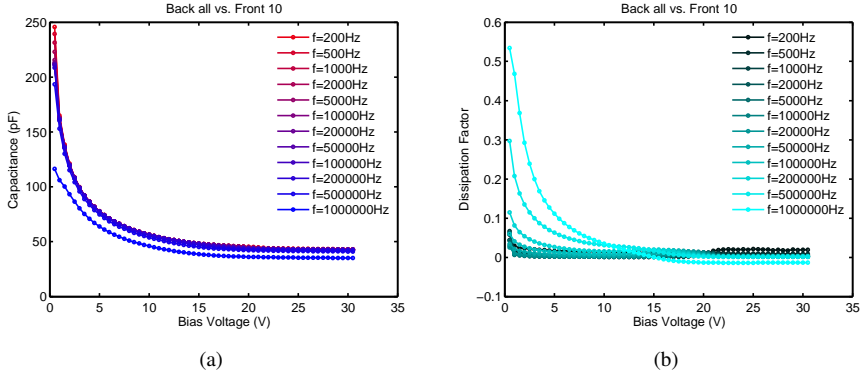 Back all vs. Front 10
250
200
150
100
50
0
0 5 10 15 20 25 30 35
Capacitance (pF)
Bias Voltage (V)
f=200Hz
f=500Hz
f=1000Hz
f=2000Hz
f=5000Hz
f=10000Hz
f=20000Hz
f=50000Hz
f=100000Hz
f=200000Hz
f=500000Hz
f=1000000Hz
(a)
Back all vs. Front 10
0.6
0.5
0.4
0.3
0.2
0.1
0
−0.1
0 5 10 15 20 25 30 35
Dissipation Factor
Bias Voltage (V)
f=200Hz
f=500Hz
f=1000Hz
f=2000Hz
f=5000Hz
f=10000Hz
f=20000Hz
f=50000Hz
f=100000Hz
f=200000Hz
f=500000Hz
f=1000000Hz
(b)